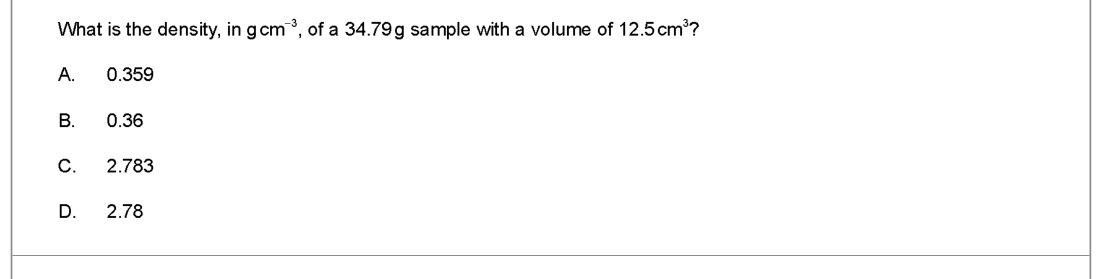 What is the density, in g cm⁻³, of a 34.79 g sample with a volume of 12.5 cm³?
A. 0.359
B. 0.36
C. 2.783
D. 2.78